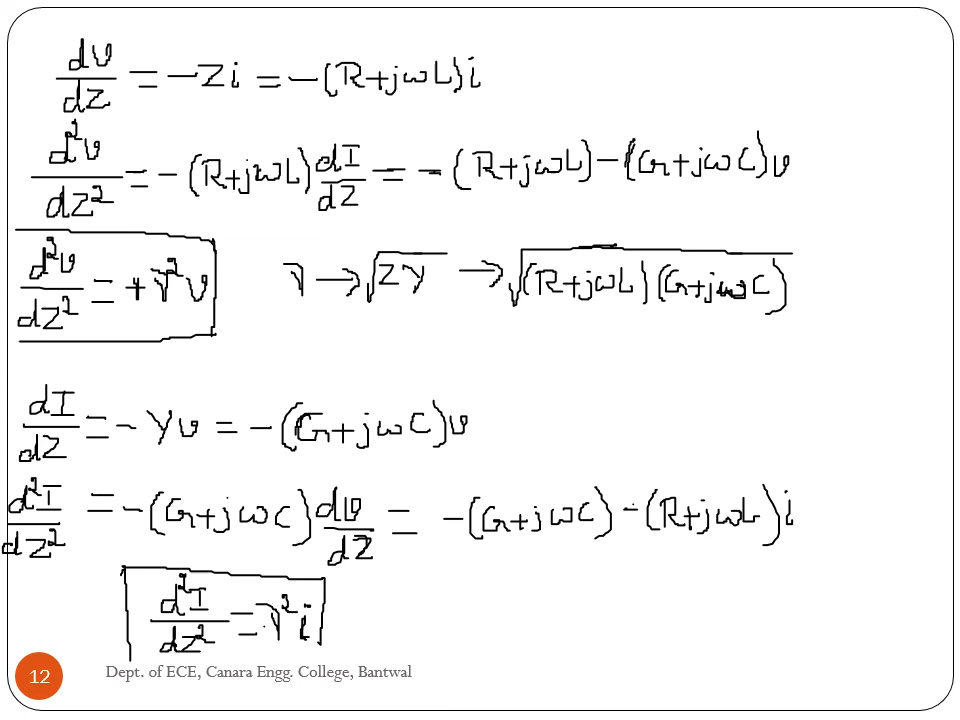 dv/dz = -Zi = -(R+jωL)i
d²v/dz² = -(R+jωL) dI/dz = -(R+jωL) -(G+jωC)v
d²v/dz² = +γ²v γ → √ZY → √(R+jωL)(G+jωC)
dI/dz = -Yv = -(G+jωC)v
d²I/dz² = -(G+jωC) dv/dz = -(G+jωC) -(R+jωL)i
d²I/dz² = γ²i
12 Dept. of ECE, Canara Engg. College, Bantwal